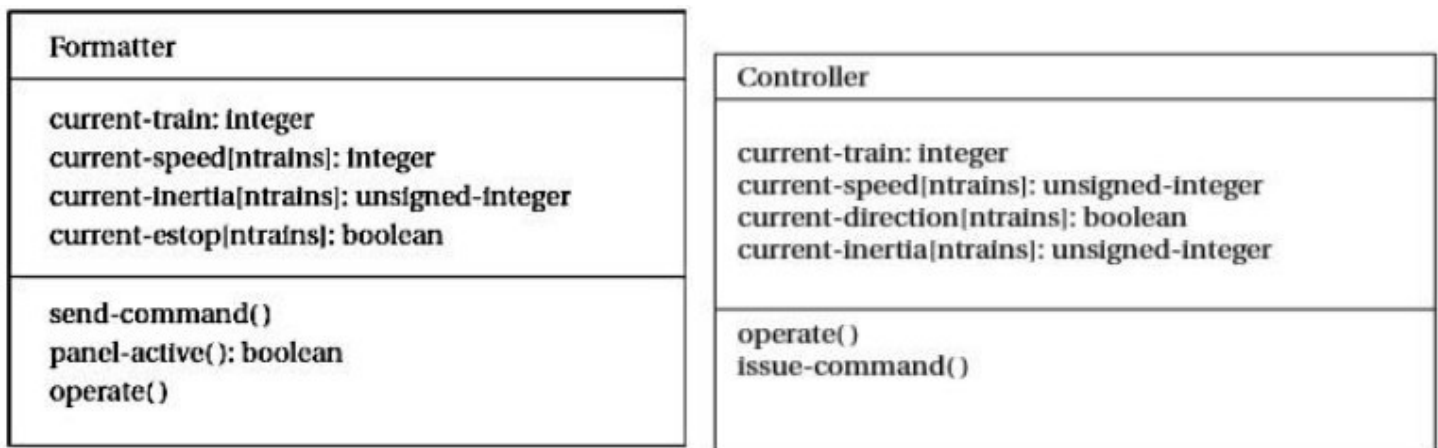 Formatter
current-train: integer
current-speed[ntrains]: integer
current-inertia[ntrains]: unsigned-integer
current-estop[ntrains]: boolean
send-command()
panel-active(): boolean
operate()
Controller
current-train: integer
current-speed[ntrains]: unsigned-integer
current-direction[ntrains]: boolean
current-inertia[ntrains]: unsigned-integer
operate()
issue-command()